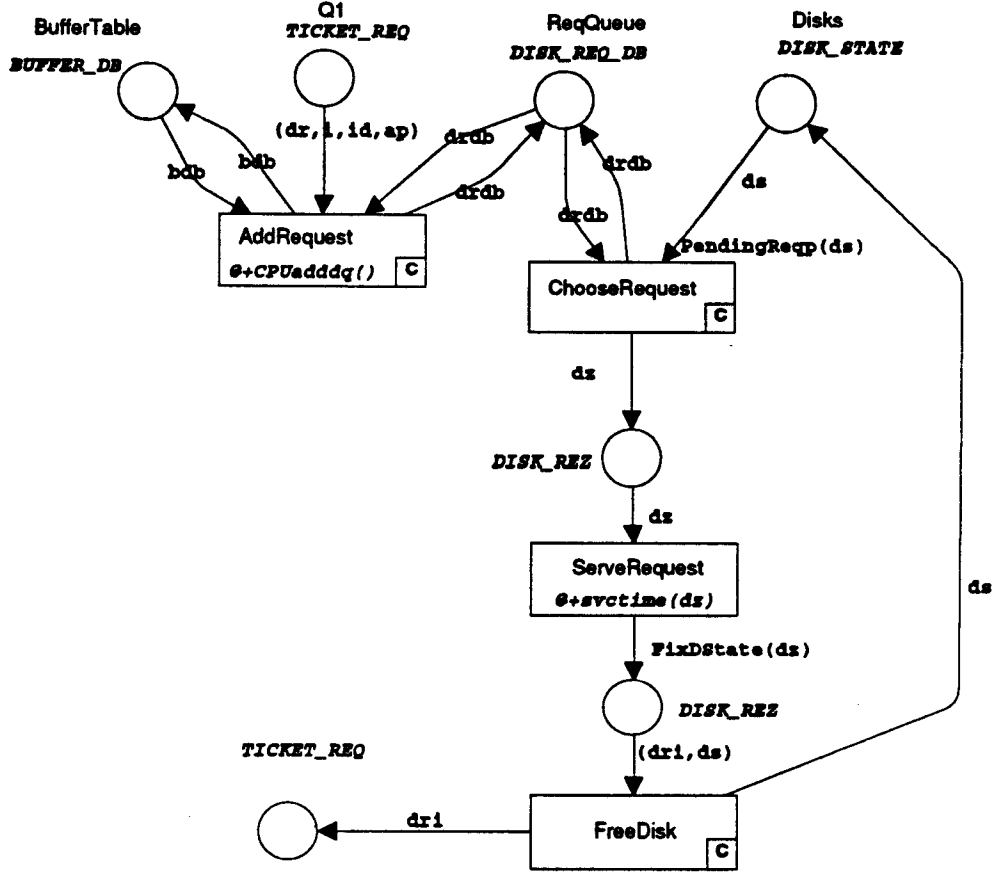 Q1
BufferTable
TICKET_REQ
ReqQueue
Disks
BUFFER_DB
DISK_REQ_DB
DISK_STATE
(dr,i,id,ap)
drdb
bdb
bdb
drdb
drdb
drdb
ds
AddRequest
@+CPUadddq()
C
PendingReqp(ds)
ChooseRequest
C
dz
DISK_REZ
dz
ServeRequest
@+svctime(dz)
ds
FixDState(dz)
DISK_REZ
(dri,ds)
TICKET_REQ
dri
FreeDisk
C